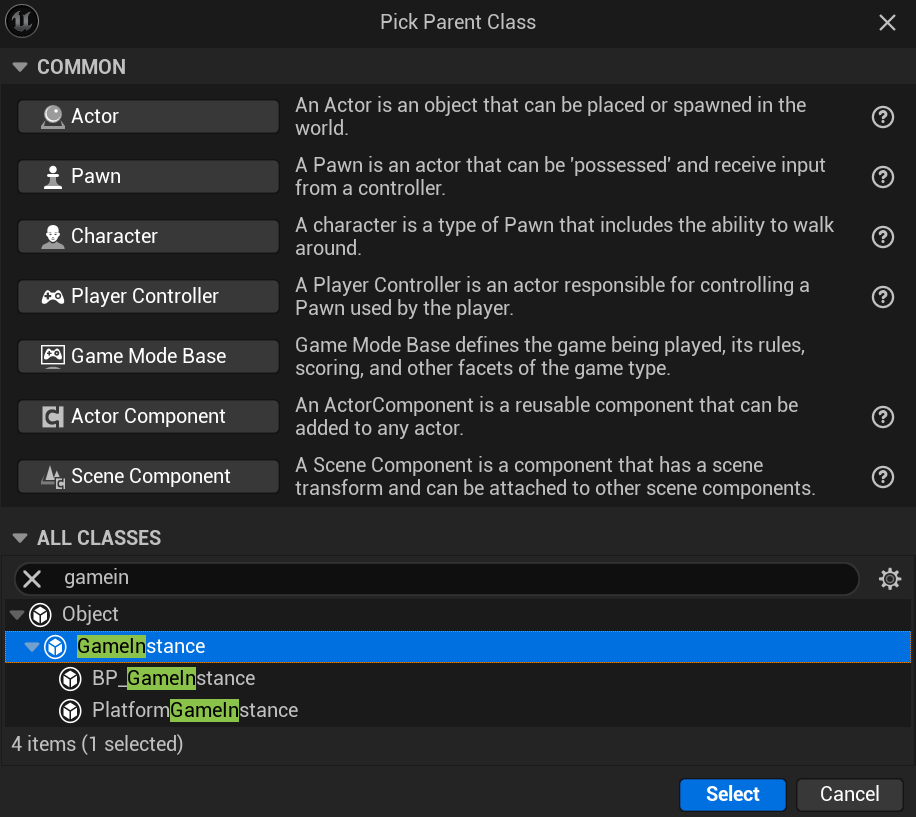 Pick Parent Class
COMMON
Actor
An Actor is an object that can be placed or spawned in the
world.
Pawn
A Pawn is an actor that can be 'possessed' and receive input
from a controller.
Character
A character is a type of Pawn that includes the ability to walk
around.
Player Controller
A Player Controller is an actor responsible for controlling a
Pawn used by the player.
Game Mode Base
Game Mode Base defines the game being played, its rules,
scoring, and other facets of the game type.
Actor Component
An ActorComponent is a reusable component that can be
added to any actor.
Scene Component
A Scene Component is a component that has a scene
transform and can be attached to other scene components.
ALL CLASSES
gamein
Object
GameInstance
BP_GameInstance
PlatformGameInstance
4 items (1 selected)
Select
Cancel